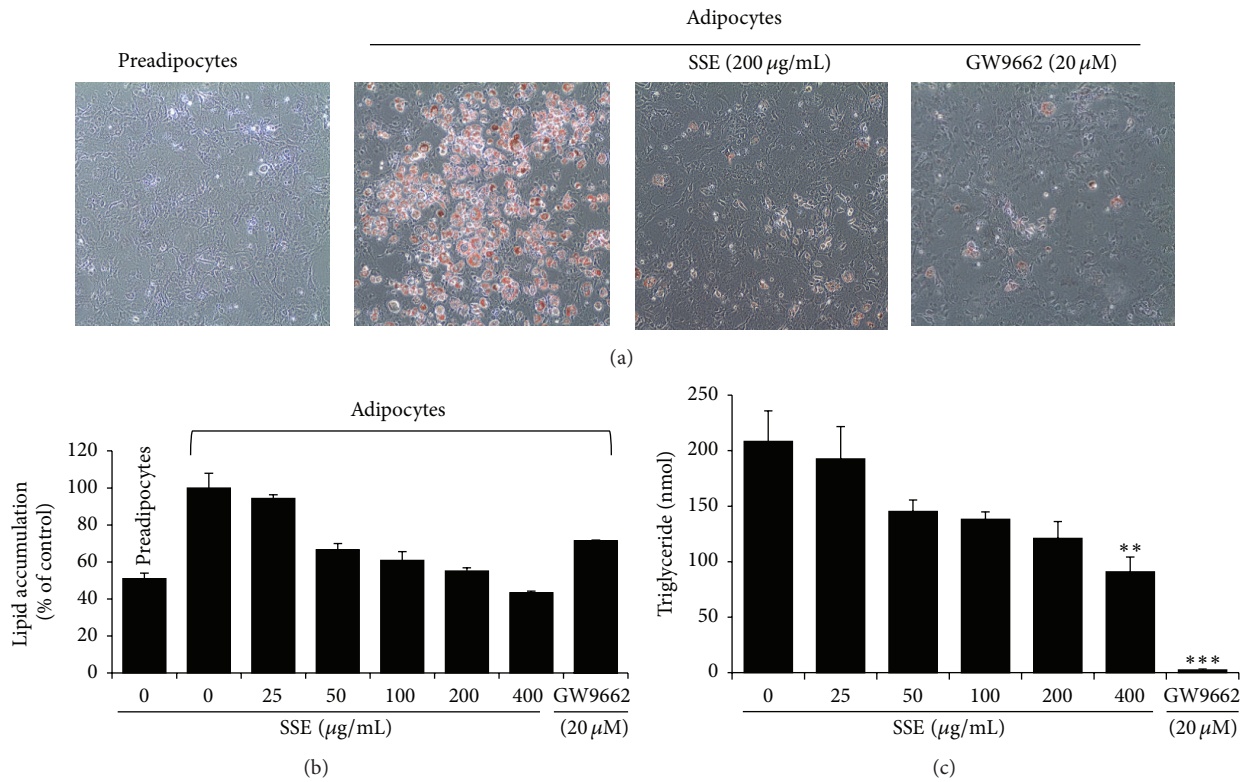 Adipocytes
Preadipocytes
SSE (200 μg/mL)
GW9662 (20 μM)
(a)
Adipocytes
Preadipocytes
Lipid accumulation
(% of control)
120
100
80
60
40
20
0
0 0 25 50 100 200 400 GW9662
SSE (μg/mL) (20 μM)
(b)
Triglyceride (nmol)
250
200
150
100
50
0
**
***
0 25 50 100 200 400 GW9662
SSE (μg/mL) (20 μM)
(c)